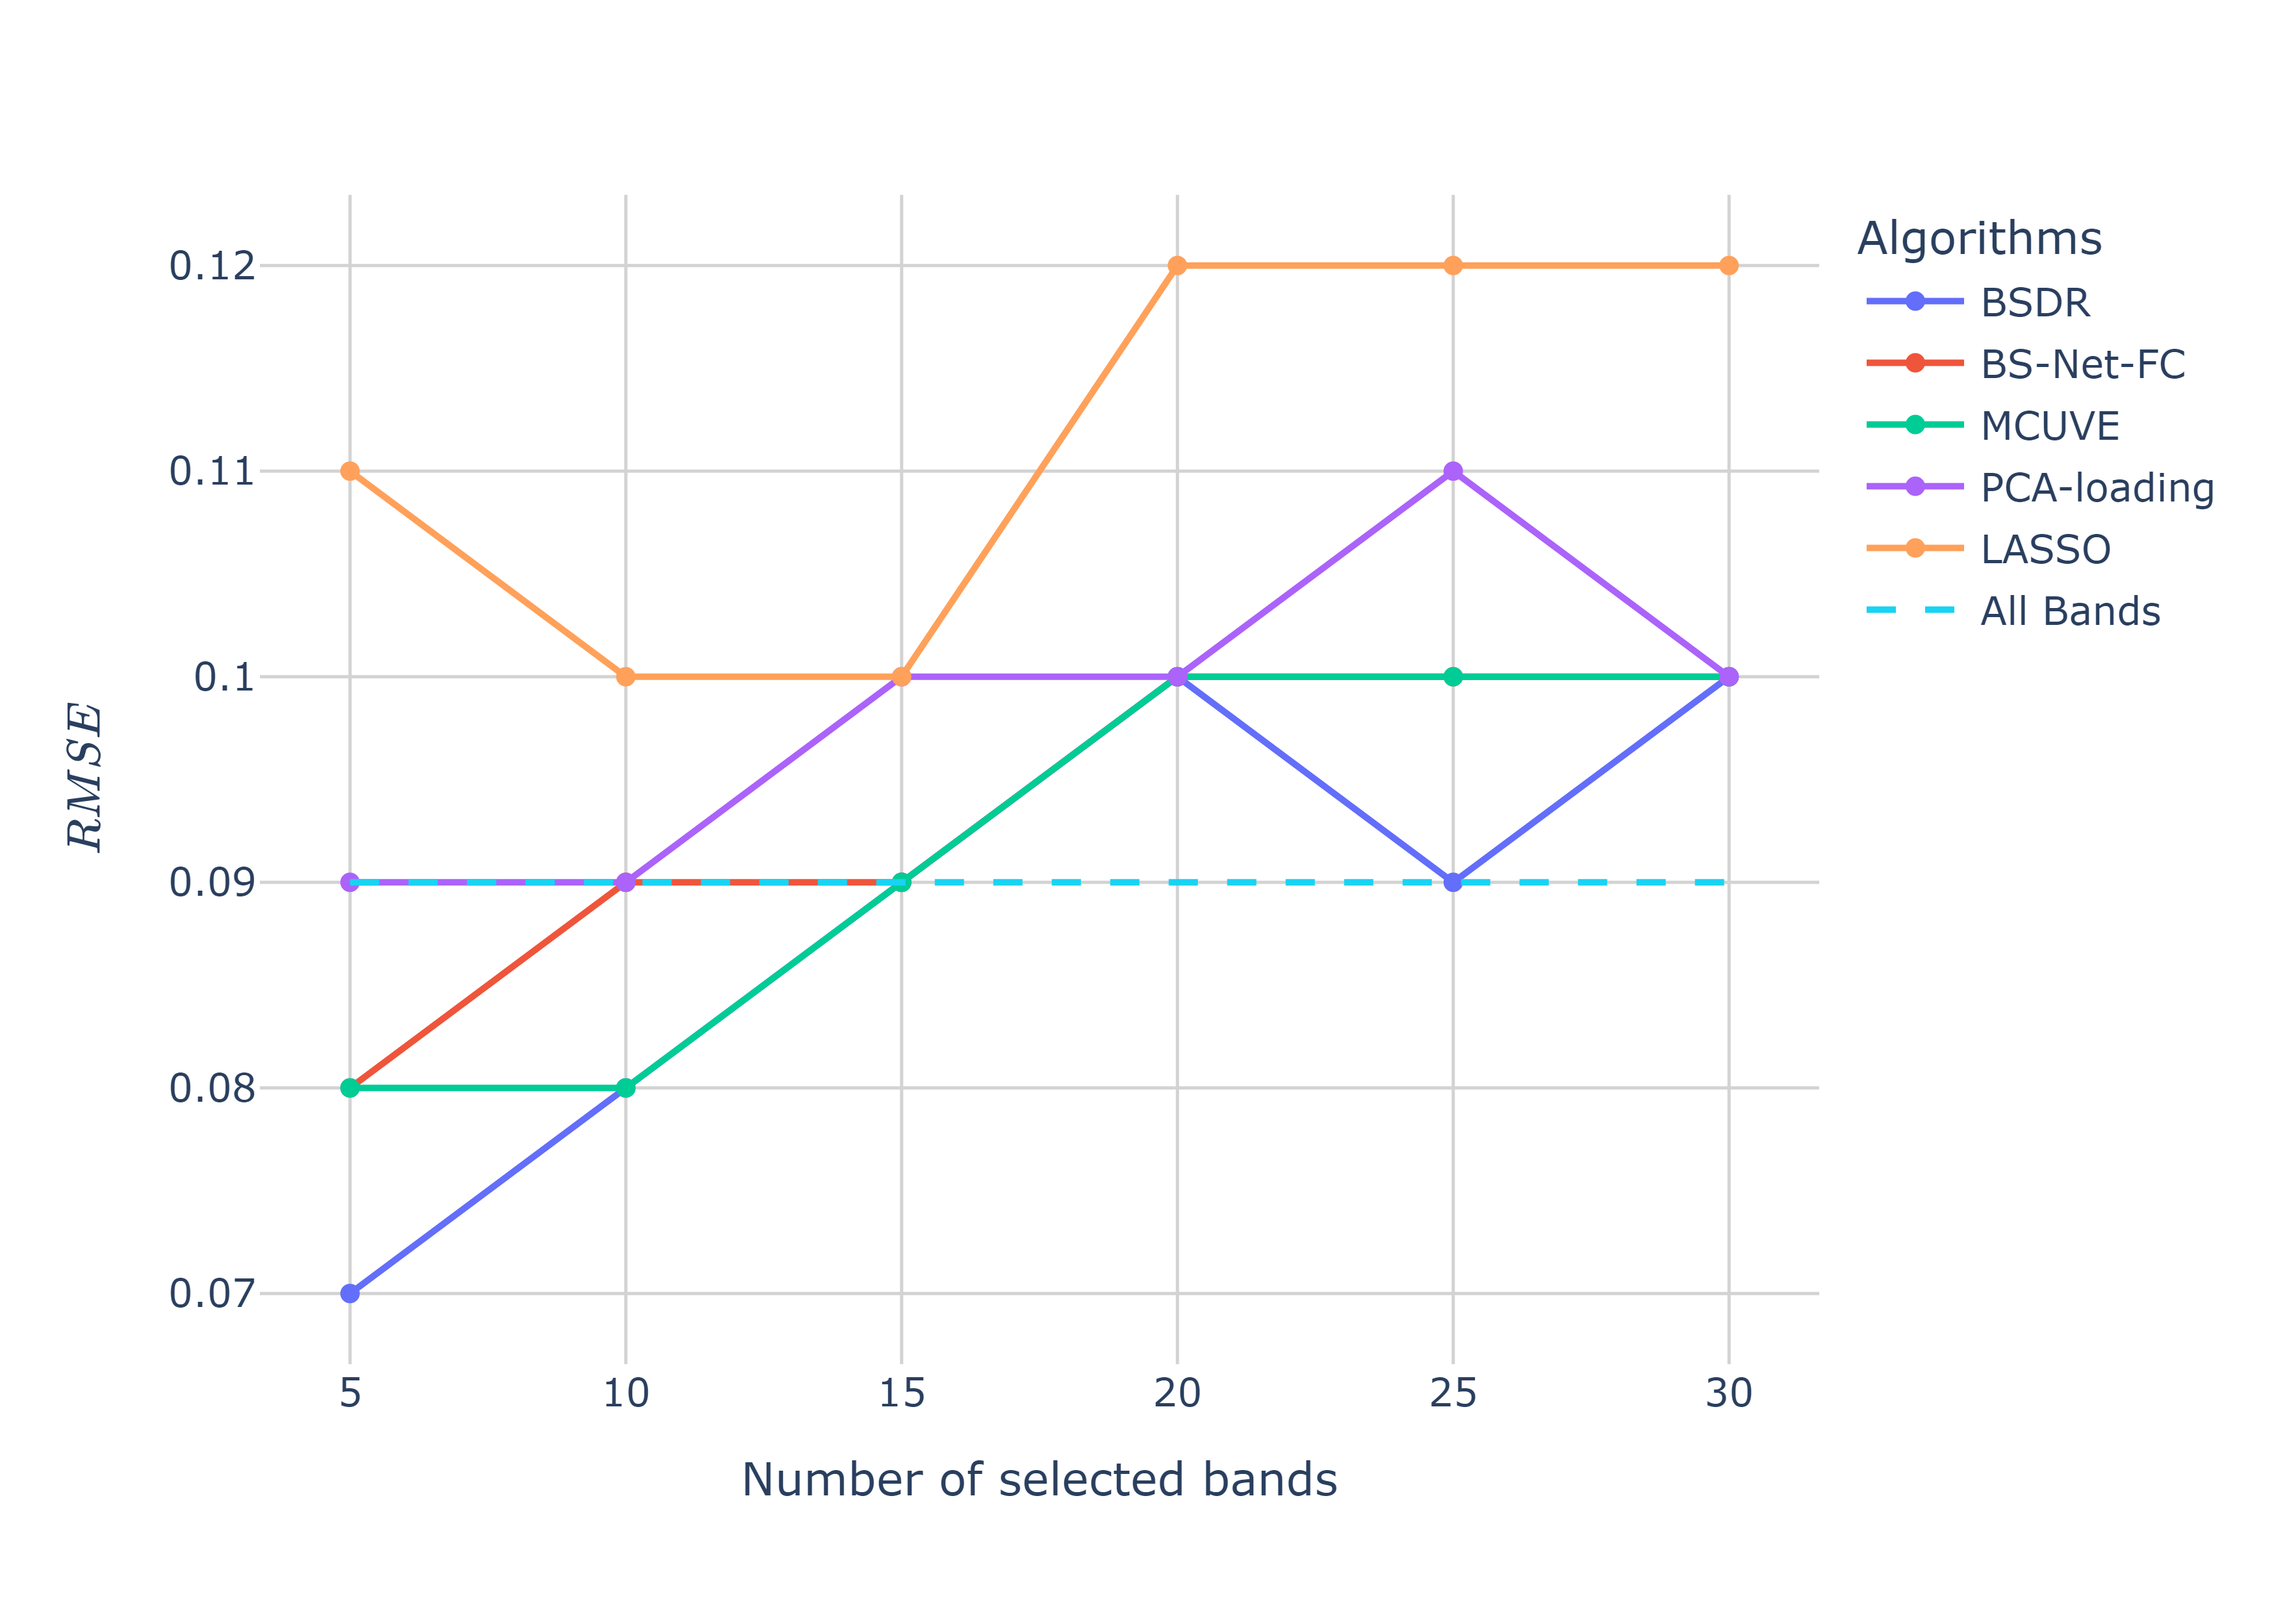 0.12
0.11
0.1
0.09
0.08
0.07
RMSE
5 10 15 20 25 30
Number of selected bands
Algorithms
BSDR
BS-Net-FC
MCUVE
PCA-loading
LASSO
All Bands